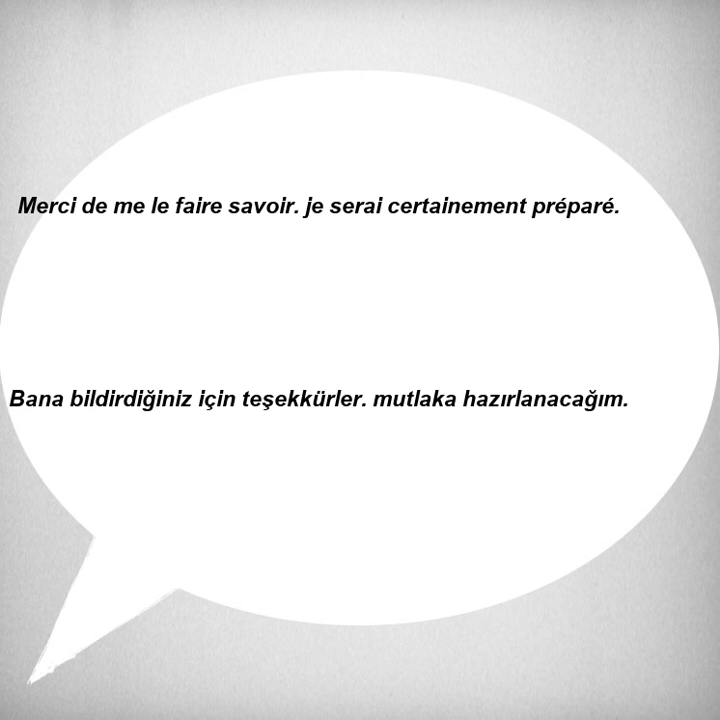 Merci de me le faire savoir. je serai certainement préparé.
Bana bildirdiğiniz için teşekkürler. mutlaka hazırlanacağım.